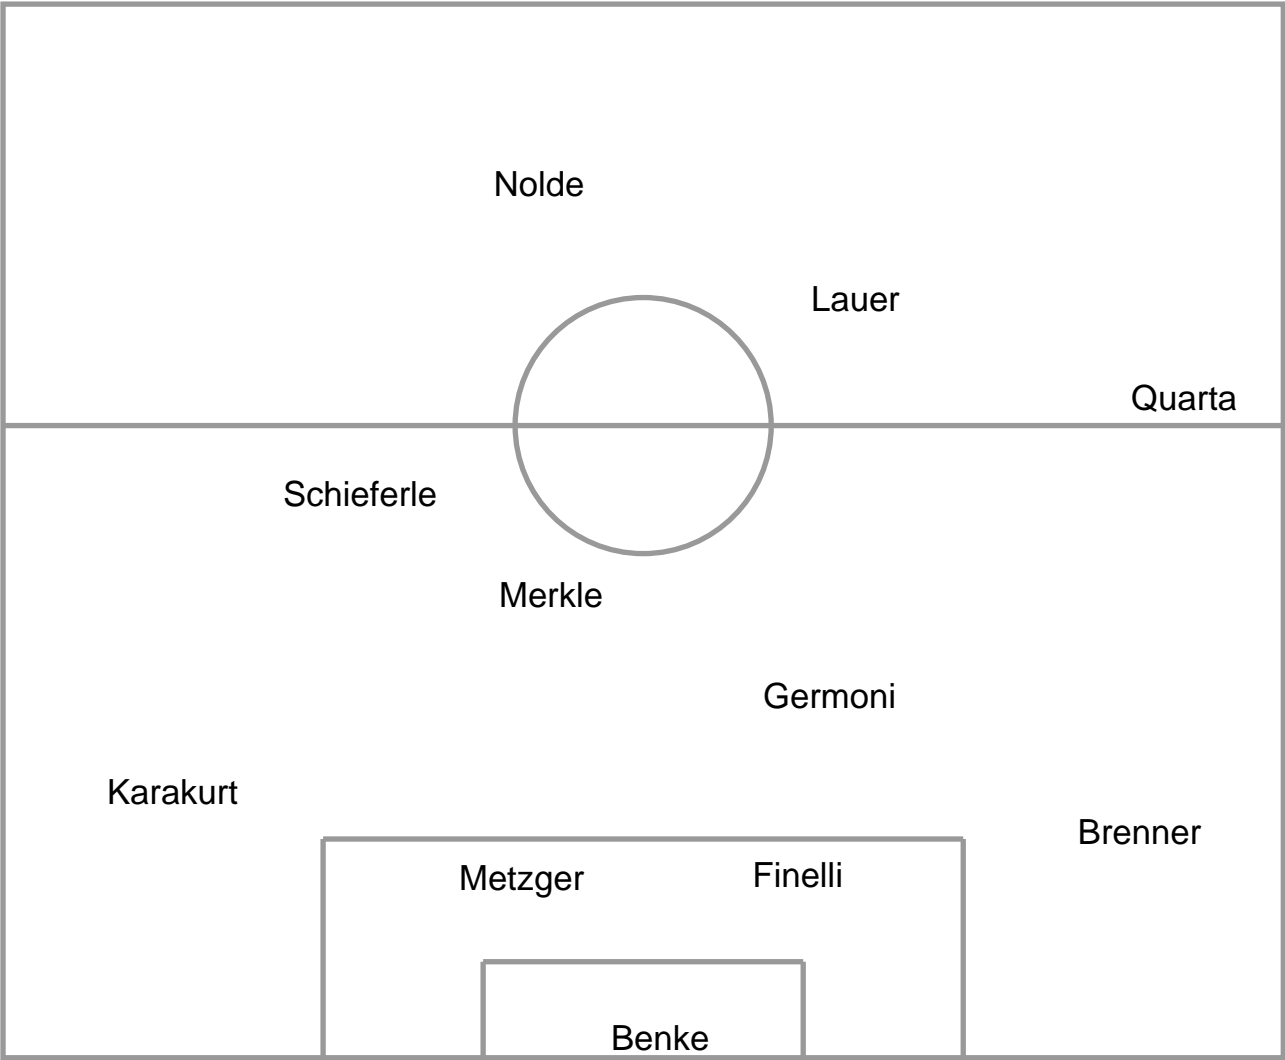 Nolde
Lauer
Quarta
Schieferle
Merkle
Germoni
Karakurt
Brenner
Metzger
Finelli
Benke